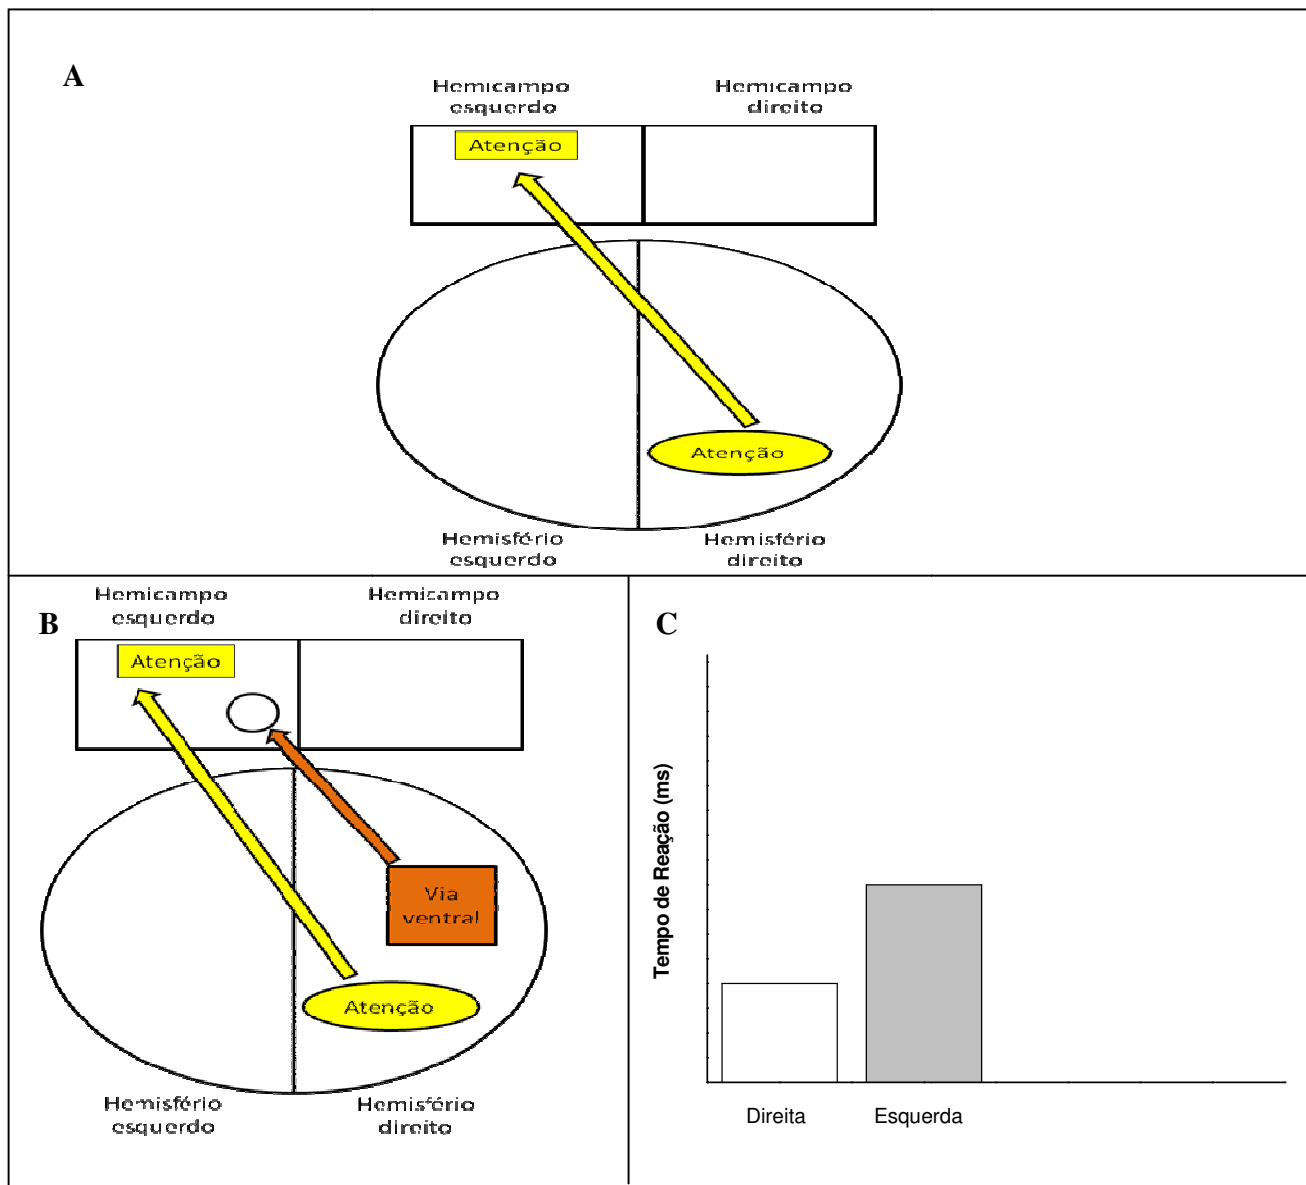 A
Hemicampo
esquerdo
Hemicampo
direito
Atenção
Atenção
Hemisfério
esquerdo
Hemisfério
direito
B
Hemicampo
esquerdo
Hemicampo
direito
Atenção
Via
ventral
Atenção
Hemisfério
esquerdo
Hemisfério
direito
C
Tempo de Reação (ms)
Direita
Esquerda